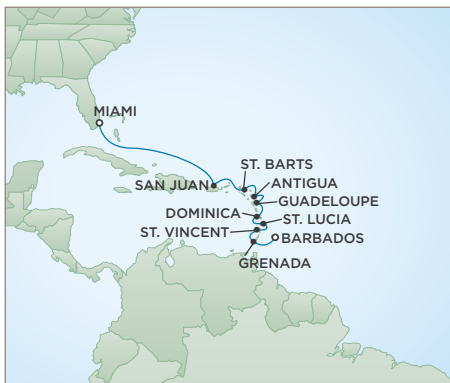 MIAMI
ST. BARTS
SAN JUAN
ANTIGUA
GUADELOUPE
DOMINICA
ST. LUCIA
ST. VINCENT
BARBADOS
GRENADA